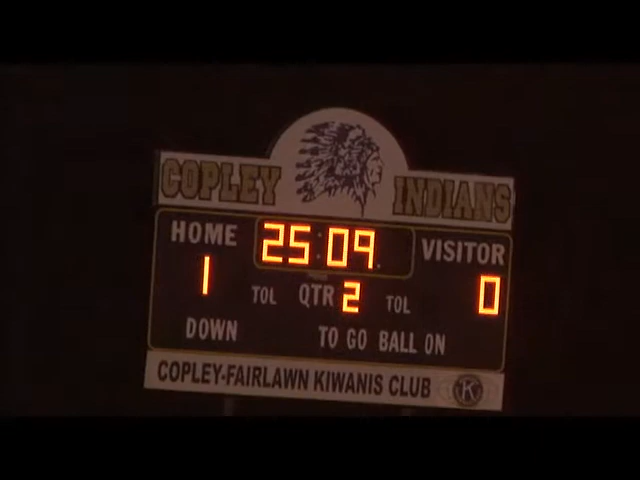 COPLEY INDIANS
HOME 25:09 VISITOR
1 TOL QTR 2 TOL 0
DOWN TO GO BALL ON
COPLEY-FAIRLAWN KIWANIS CLUB K